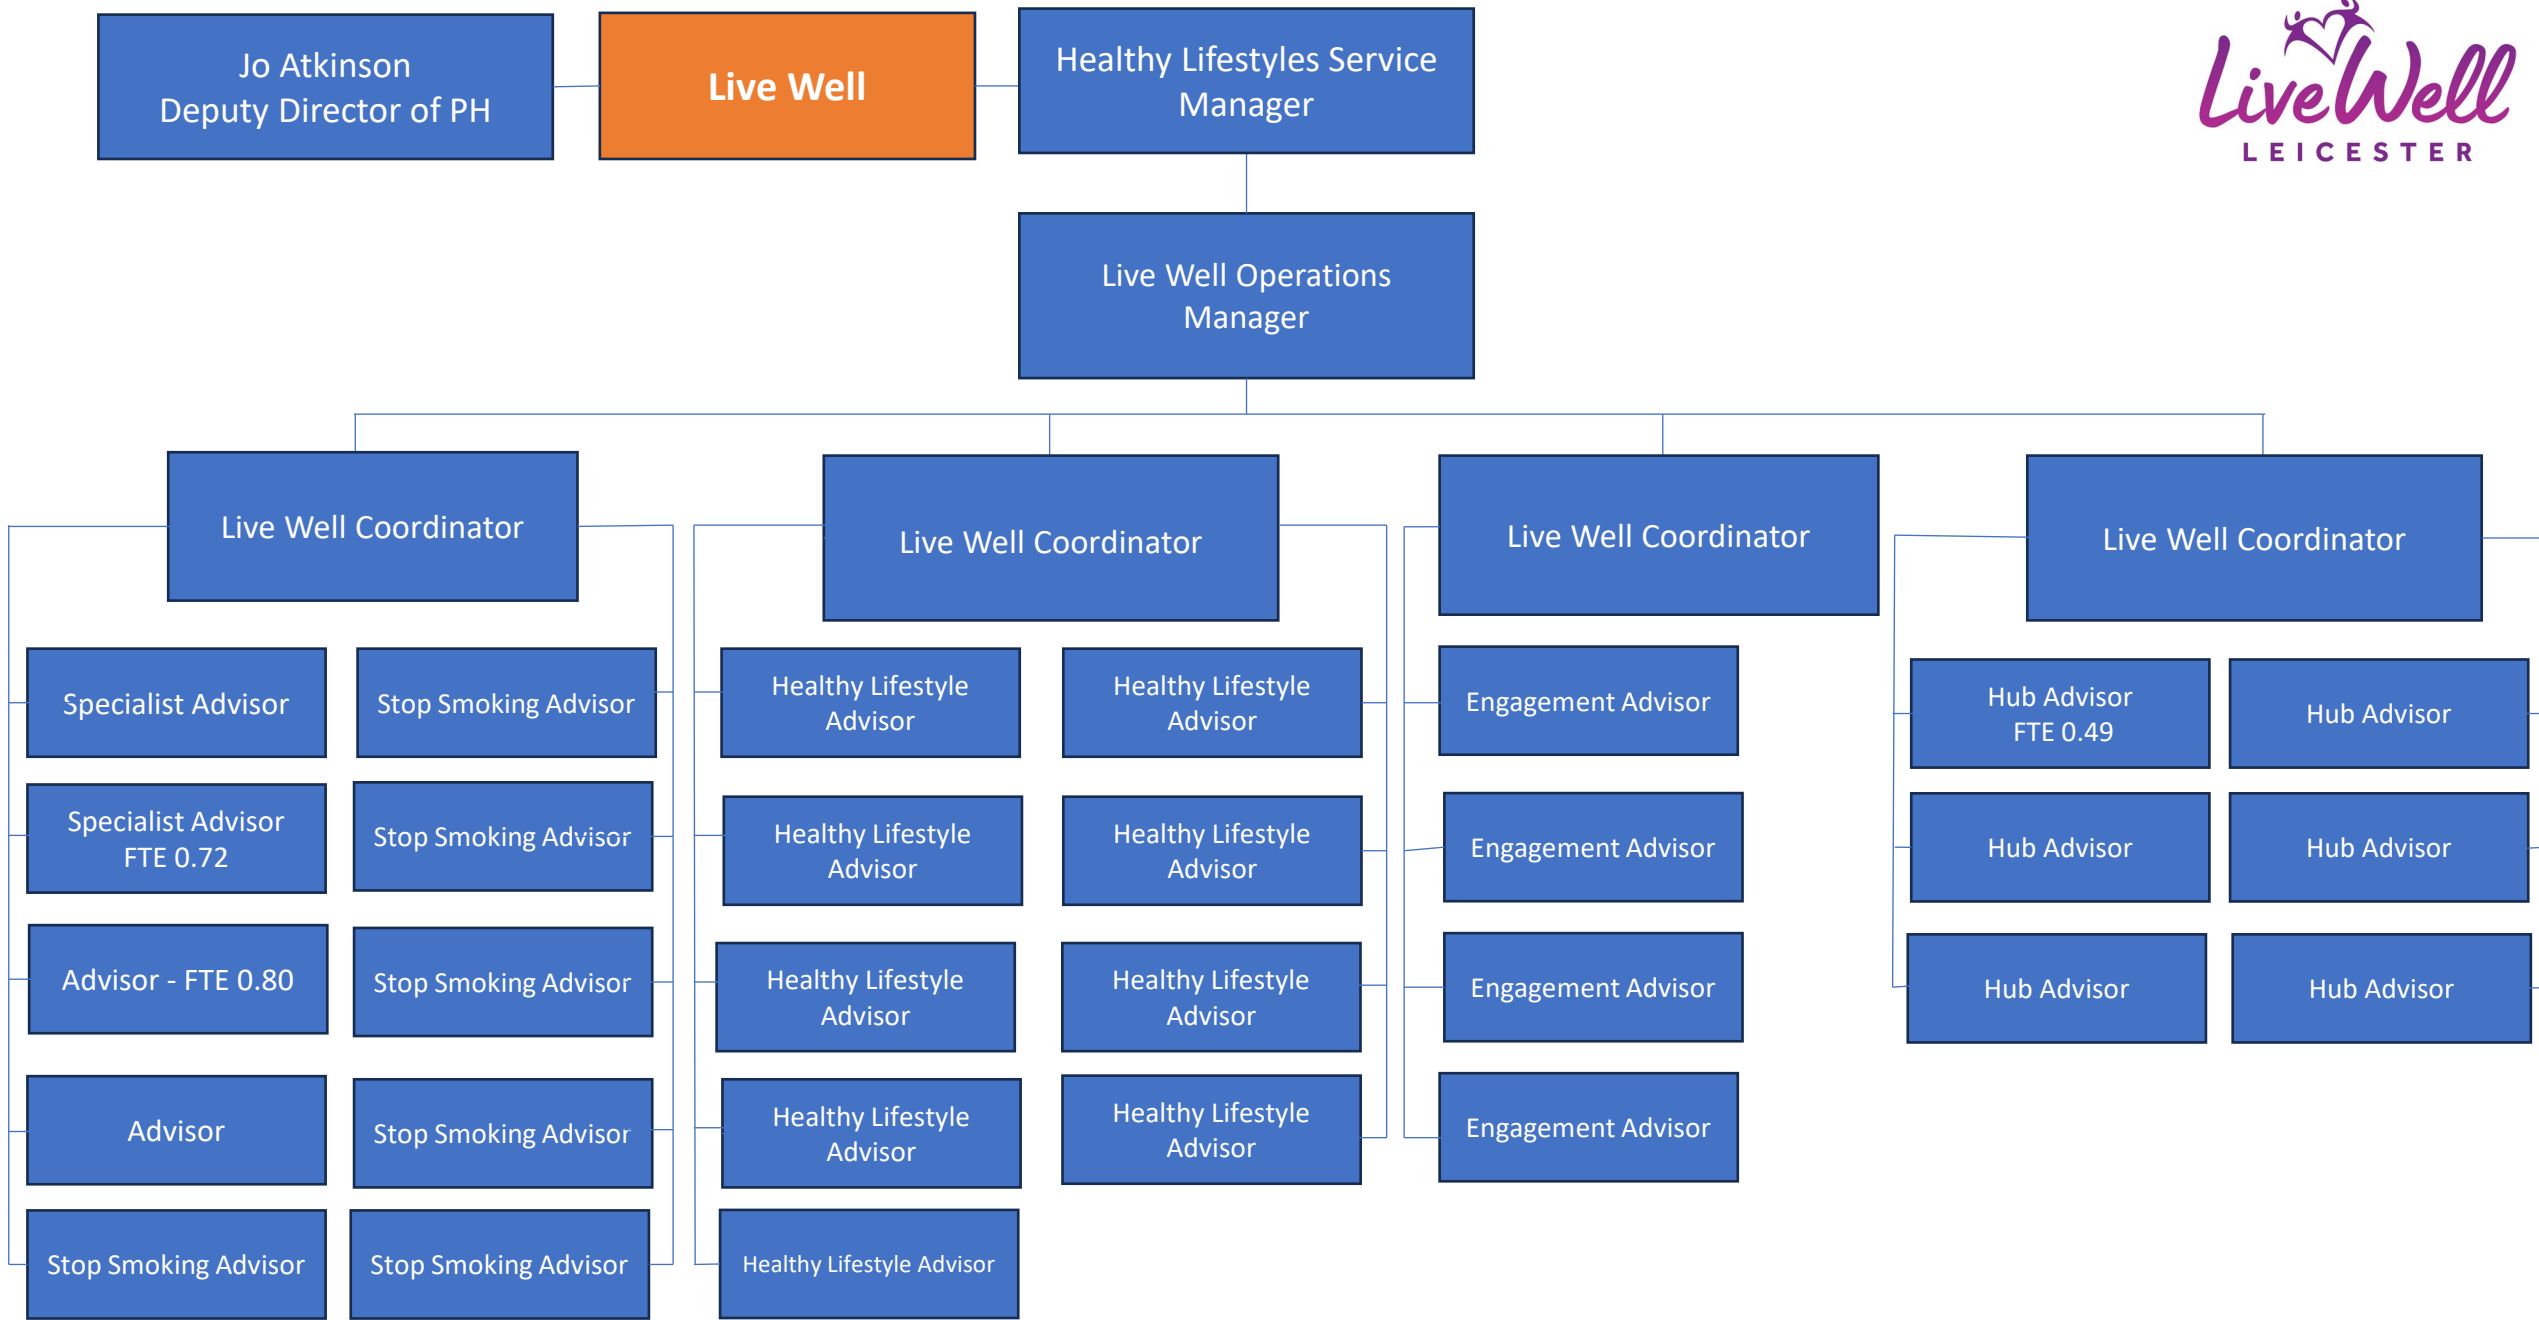 Jo Atkinson
Deputy Director of PH
Live Well
Healthy Lifestyles Service
Manager
LiveWell
LEICESTER
Live Well Operations
Manager
Live Well Coordinator
Live Well Coordinator
Live Well Coordinator
Live Well Coordinator
Specialist Advisor
Stop Smoking Advisor
Specialist Advisor
FTE 0.72
Stop Smoking Advisor
Advisor - FTE 0.80
Stop Smoking Advisor
Advisor
Stop Smoking Advisor
Stop Smoking Advisor
Stop Smoking Advisor
Healthy Lifestyle
Advisor
Healthy Lifestyle
Advisor
Healthy Lifestyle
Advisor
Healthy Lifestyle
Advisor
Healthy Lifestyle
Advisor
Healthy Lifestyle
Advisor
Healthy Lifestyle
Advisor
Healthy Lifestyle
Advisor
Healthy Lifestyle Advisor
Engagement Advisor
Engagement Advisor
Engagement Advisor
Engagement Advisor
Hub Advisor
FTE 0.49
Hub Advisor
Hub Advisor
Hub Advisor
Hub Advisor
Hub Advisor